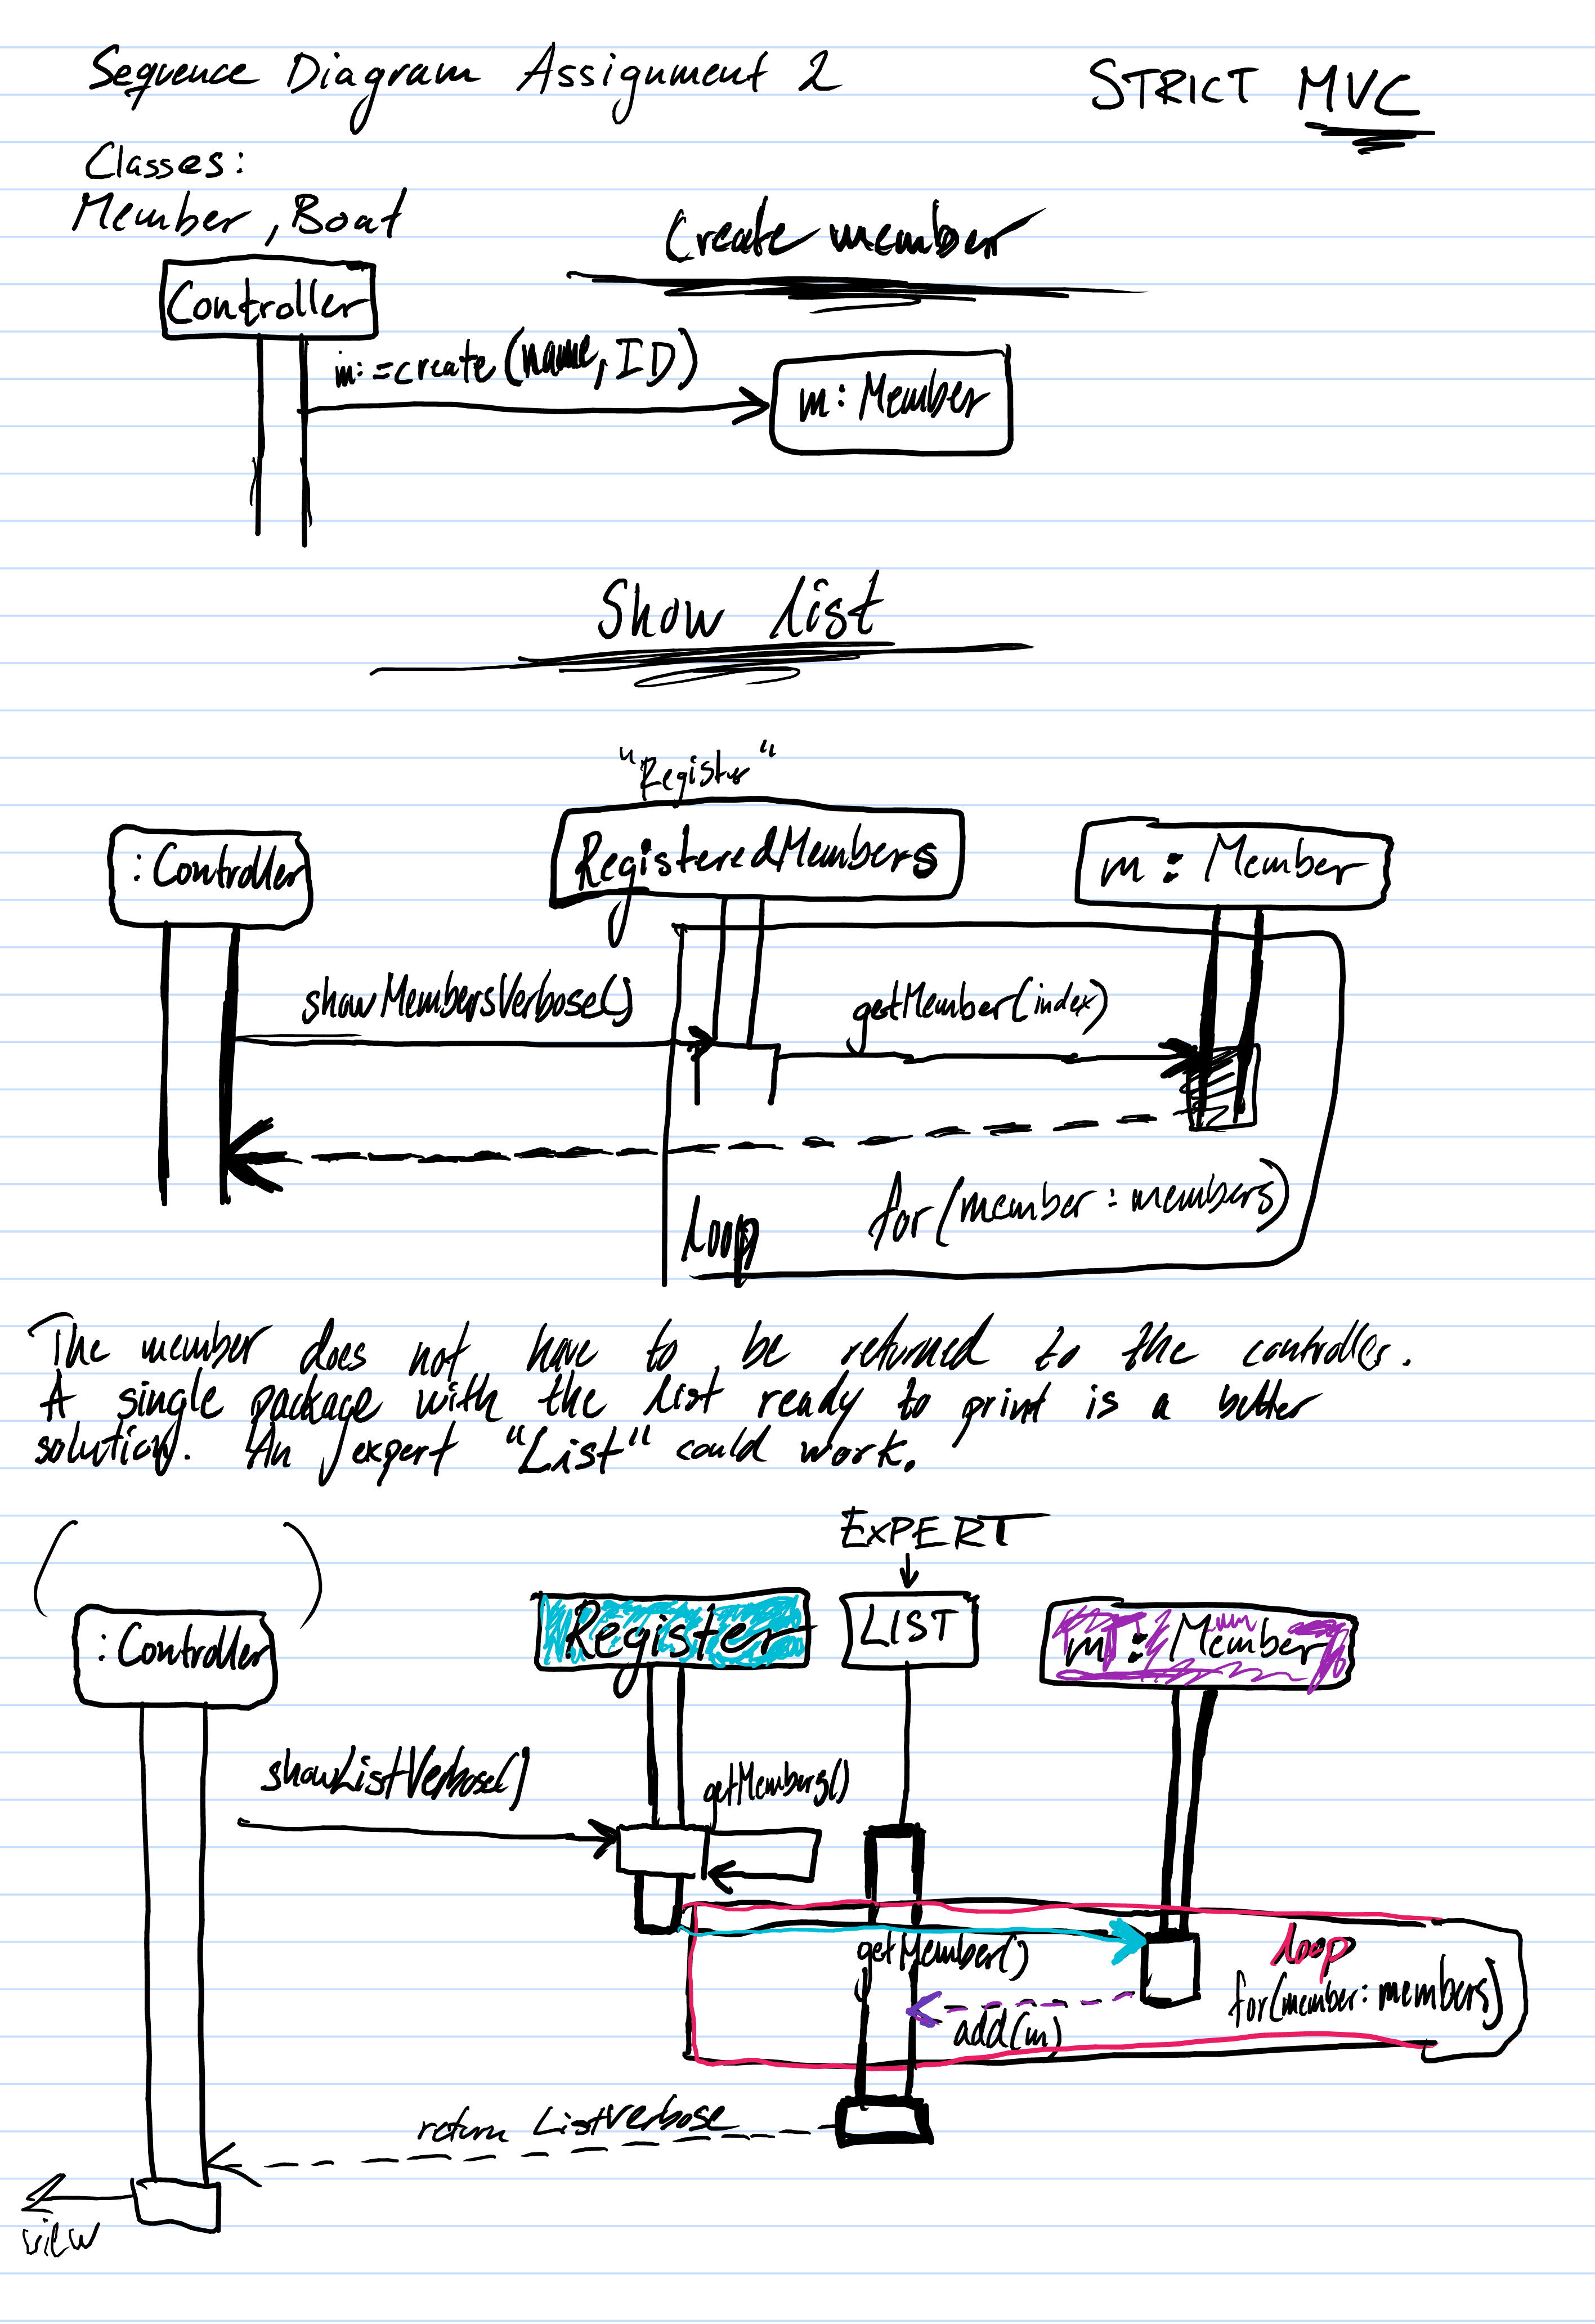 Sequence Diagram Assignment 2
STRICT MVC
Classes:
Member, Boat
Create member
Controller
m:=create(name, ID)
m: Member
Show list
"Register"
:Controller
RegisteredMembers
m: Member
showMembersVerbose()
getMember(index)
loop
for(member: members)
The member does not have to be returned to the controller.
A single package with the list ready to print is a better
solution. An expert "List" could work.
EXPERT
:Controller
Register
LIST
m: Member
showListVerbose()
getMembers()
getMember()
loop
for(member: members)
add(m)
return ListVerbose
view